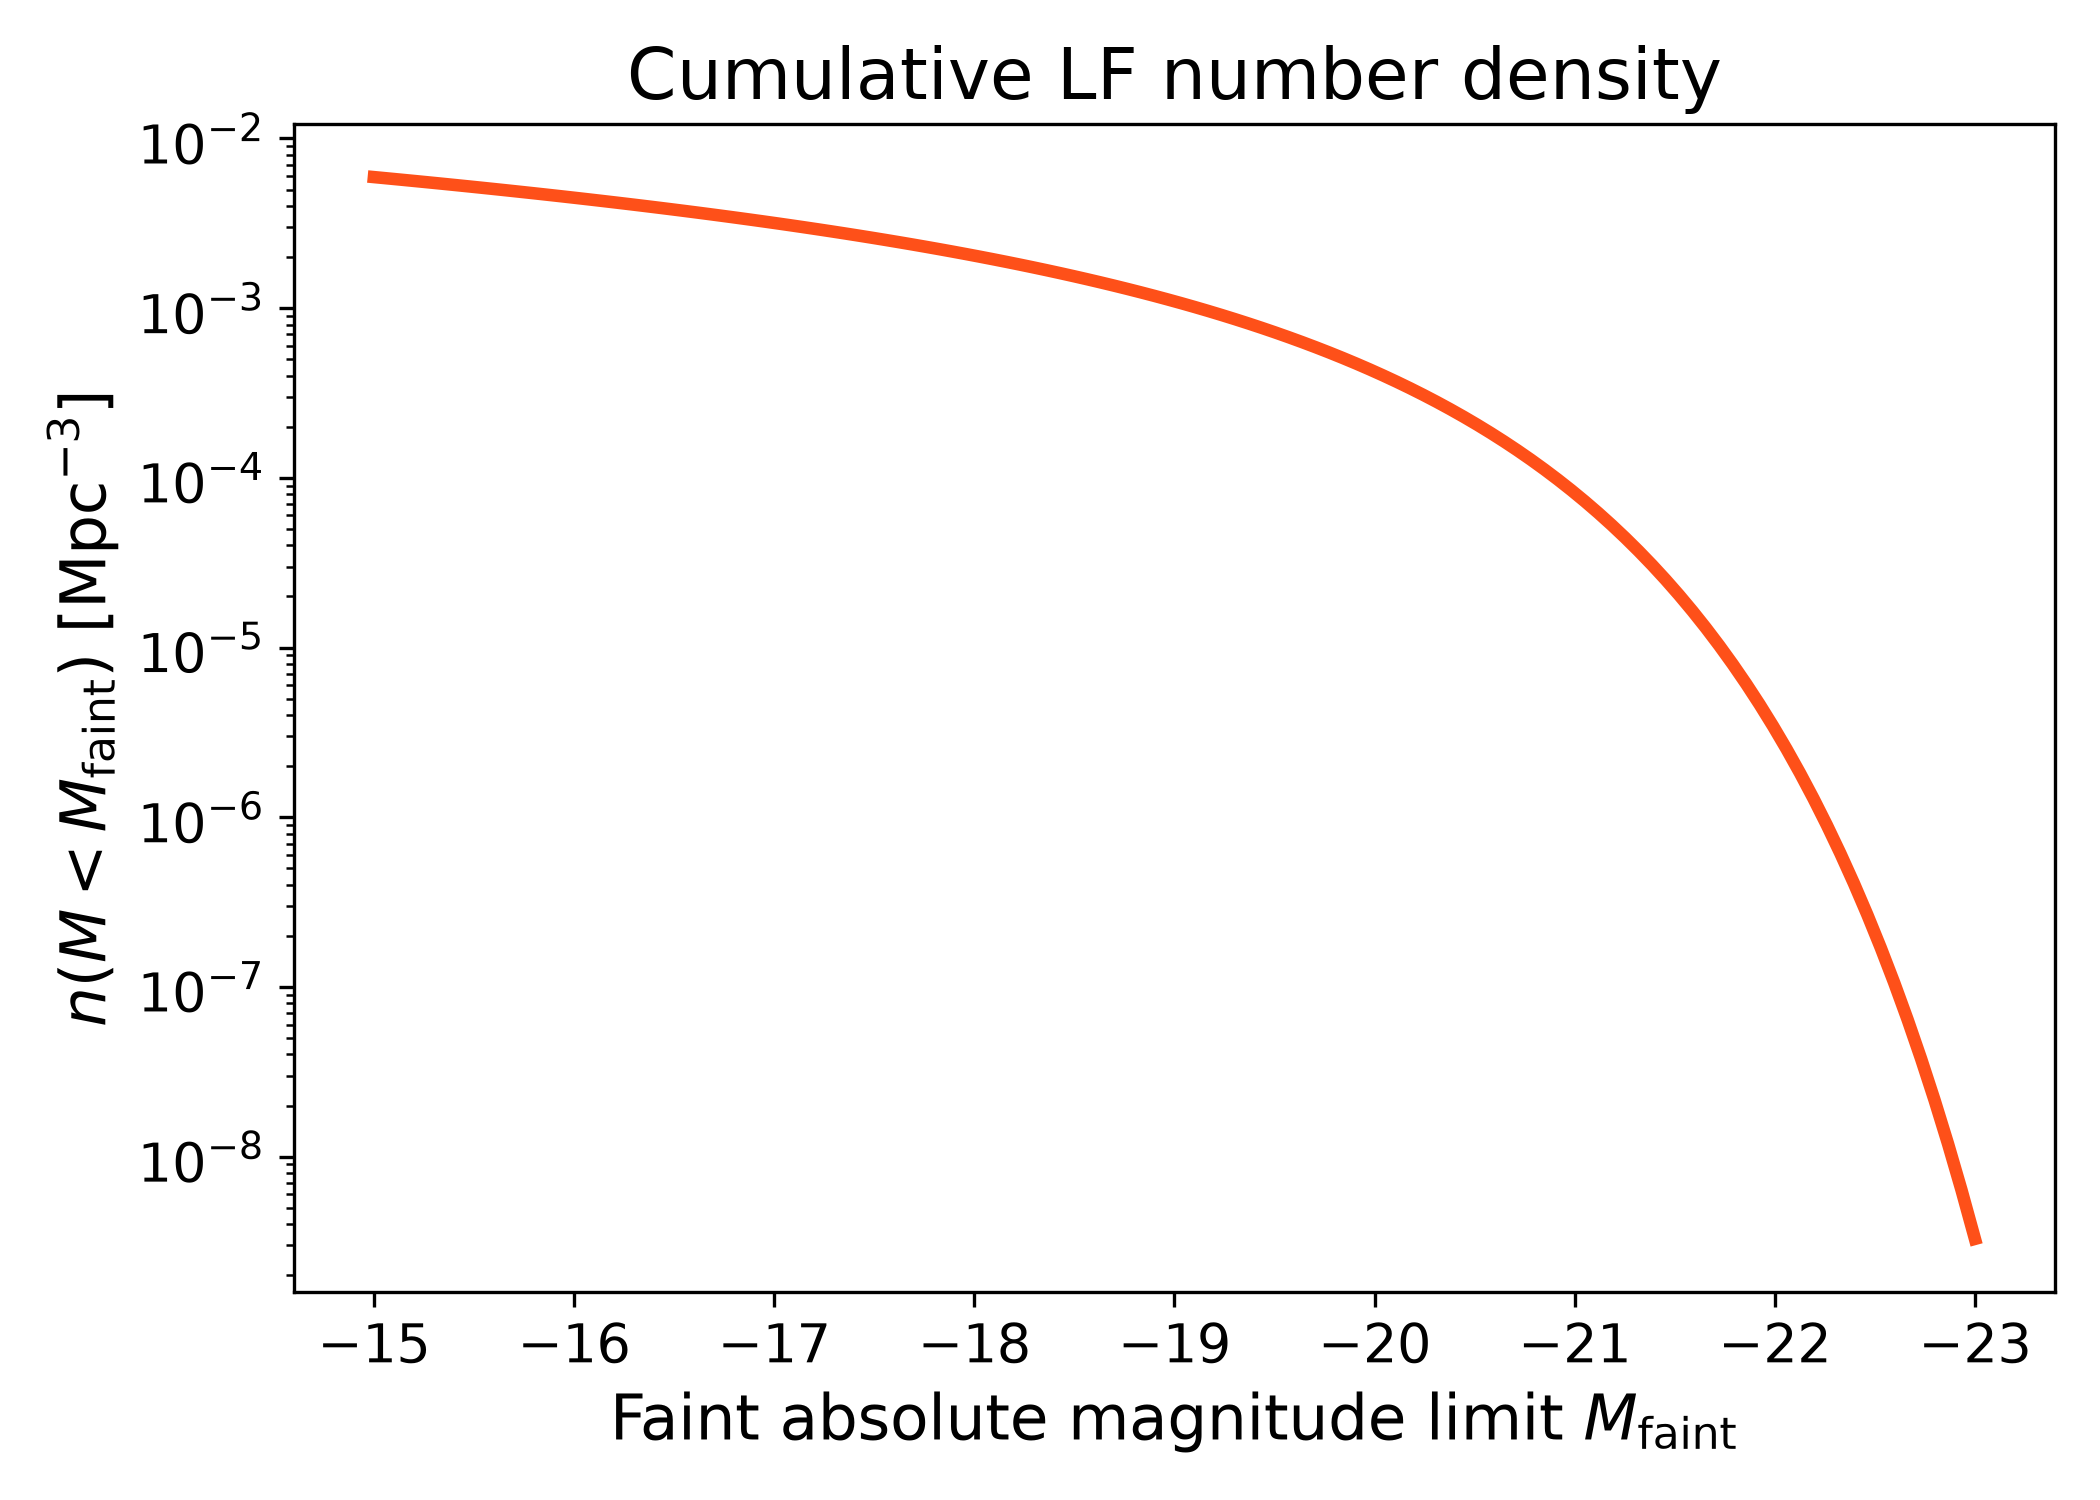 Cumulative LF number density
10⁻²
10⁻³
10⁻⁴
10⁻⁵
10⁻⁶
10⁻⁷
10⁻⁸
n(M < M_faint) [Mpc⁻³]
−15 −16 −17 −18 −19 −20 −21 −22 −23
Faint absolute magnitude limit M_faint